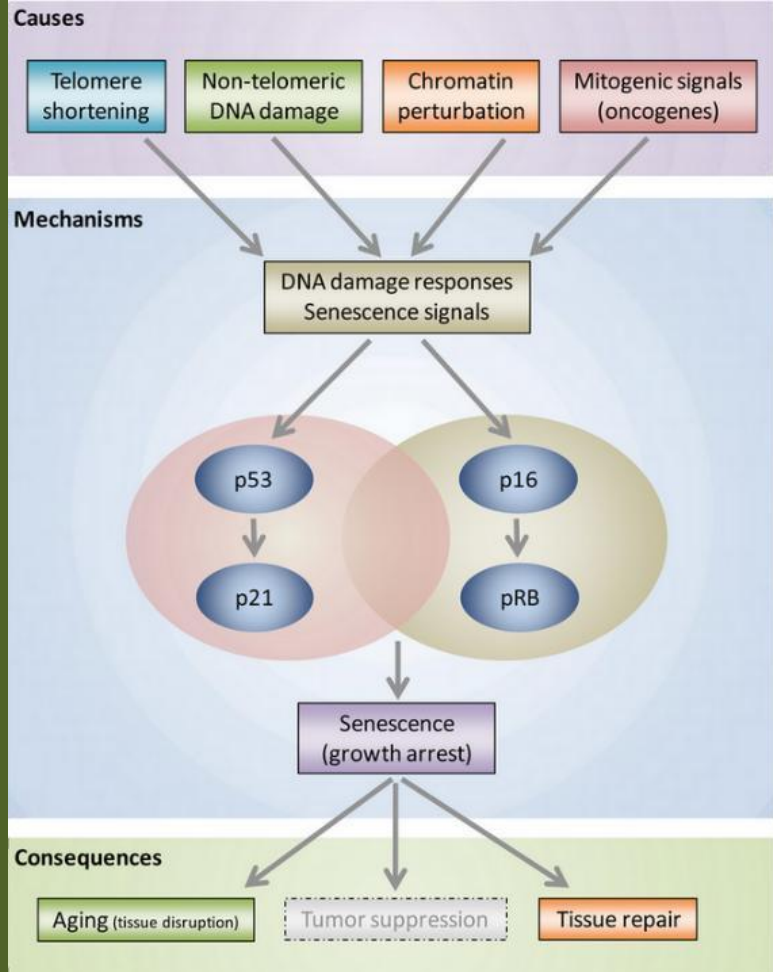 Causes
Telomere
shortening
Non-telomeric
DNA damage
Chromatin
perturbation
Mitogenic signals
(oncogenes)
Mechanisms
DNA damage responses
Senescence signals
p53
p16
p21
pRB
Senescence
(growth arrest)
Consequences
Aging (tissue disruption)
Tumor suppression
Tissue repair